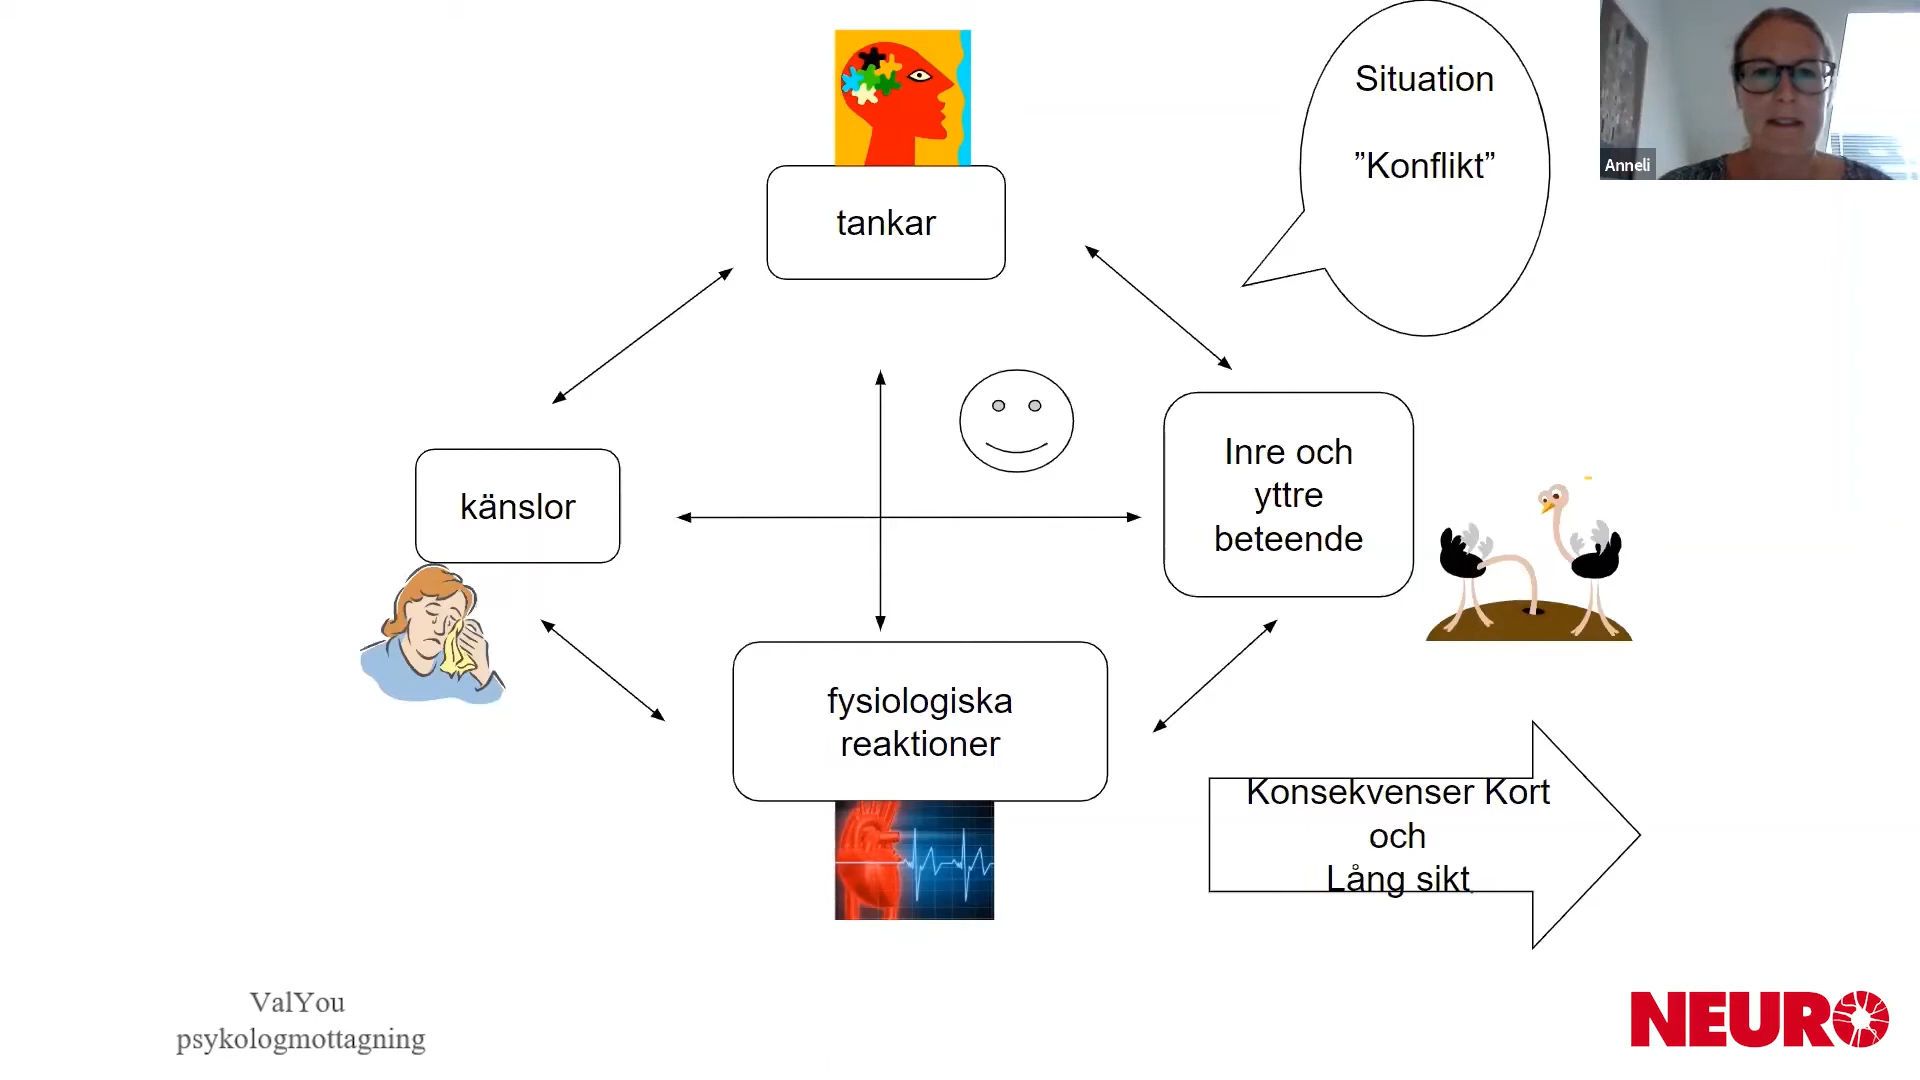 Situation
”Konflikt”
Anneli
tankar
känslor
Inre och
yttre
beteende
fysiologiska
reaktioner
Konsekvenser Kort
och
Lång sikt
ValYou
psykologmottagning
NEURO